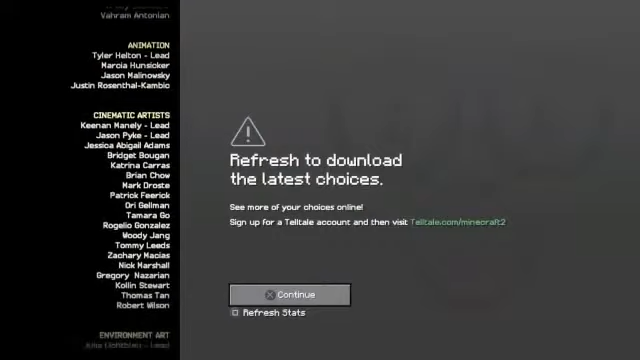 Vahram Antonian
ANIMATION
Tyler Helton - Lead
Marcia Hunsicker
Jason Malinowsky
Justin Rosenthal-Kambic
CINEMATIC ARTISTS
Keenan Manely - Lead
Jason Pyke - Lead
Jessica Abigail Adams
Bridget Bougan
Katrina Carras
Brian Chow
Mark Droste
Patrick Feerick
Ori Gellman
Tamara Go
Rogelio Gonzalez
Woody Jang
Tommy Leeds
Zachary Macias
Nick Marshall
Gregory Nazarian
Kollin Stewart
Thomas Tan
Robert Wilson
ENVIRONMENT ART
Refresh to download
the latest choices.
See more of your choices online!
Sign up for a Telltale account and then visit Telltale.com/minecraft2
Continue
Refresh Stats